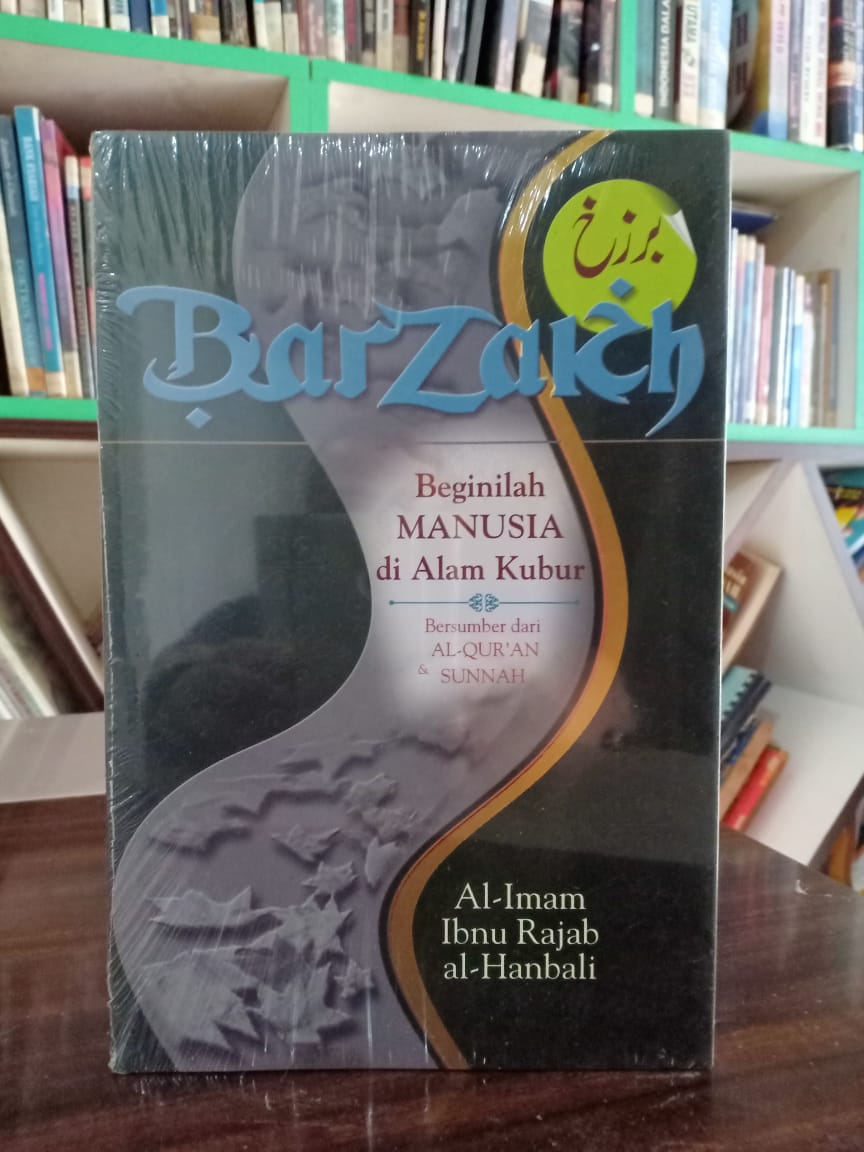 برزخ
Barzakh
Beginilah
MANUSIA
di Alam Kubur
Bersumber dari
AL-QUR'AN
& SUNNAH
Al-Imam
Ibnu Rajab
al-Hanbali